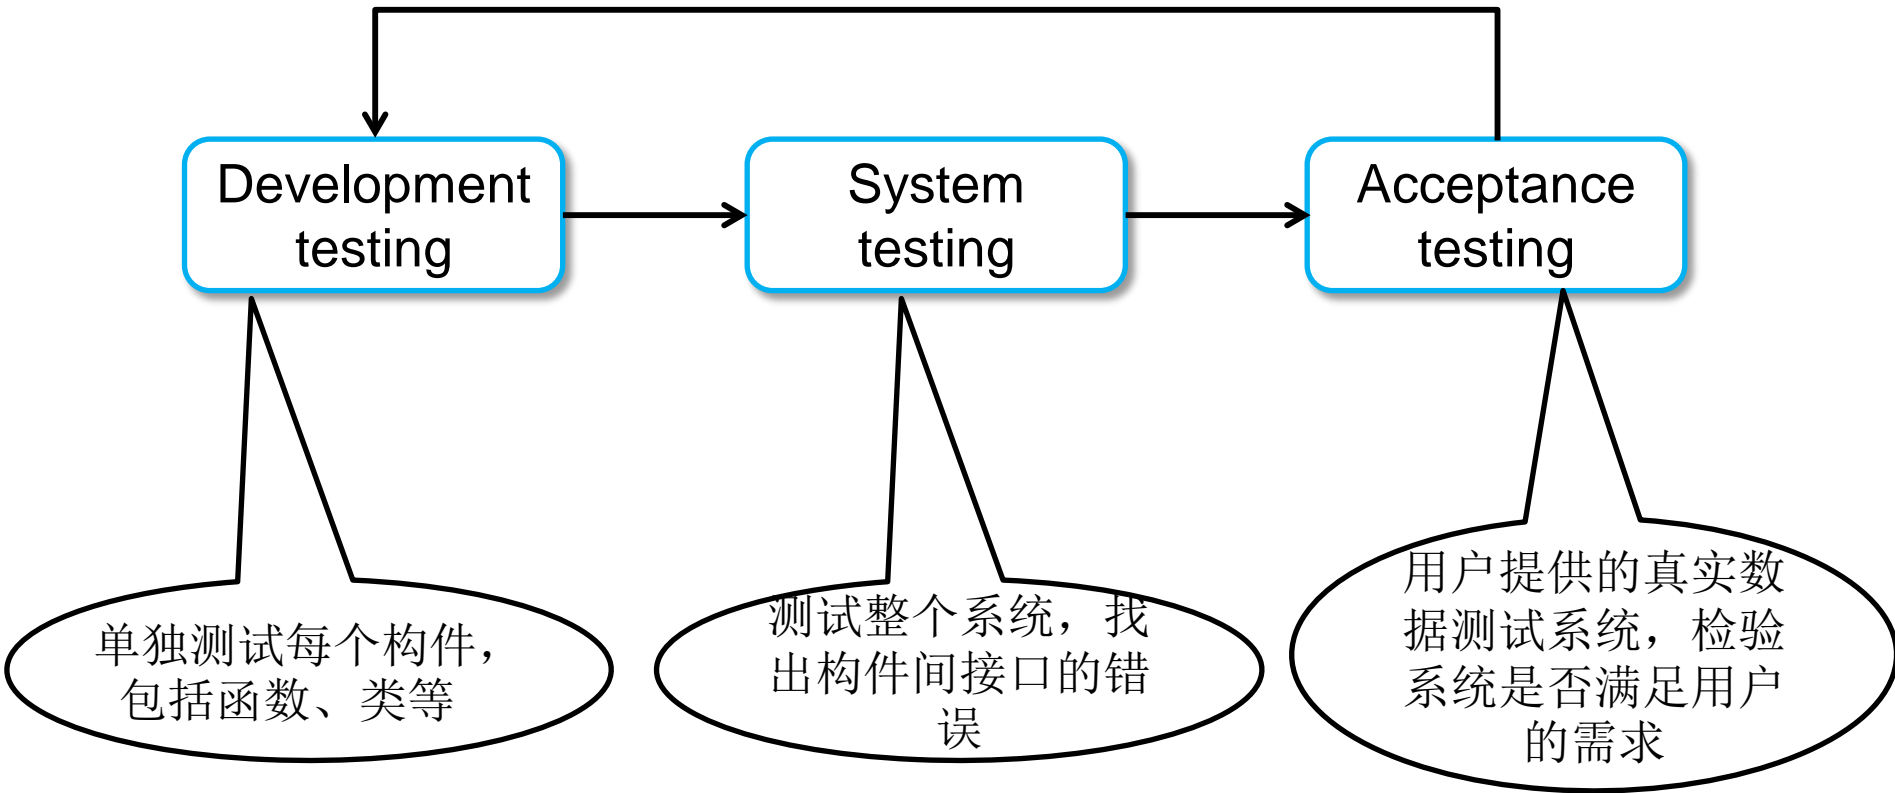 Development
testing
System
testing
Acceptance
testing
单独测试每个构件，
包括函数、类等
测试整个系统，找
出构件间接口的错
误
用户提供的真实数
据测试系统，检验
系统是否满足用户
的需求